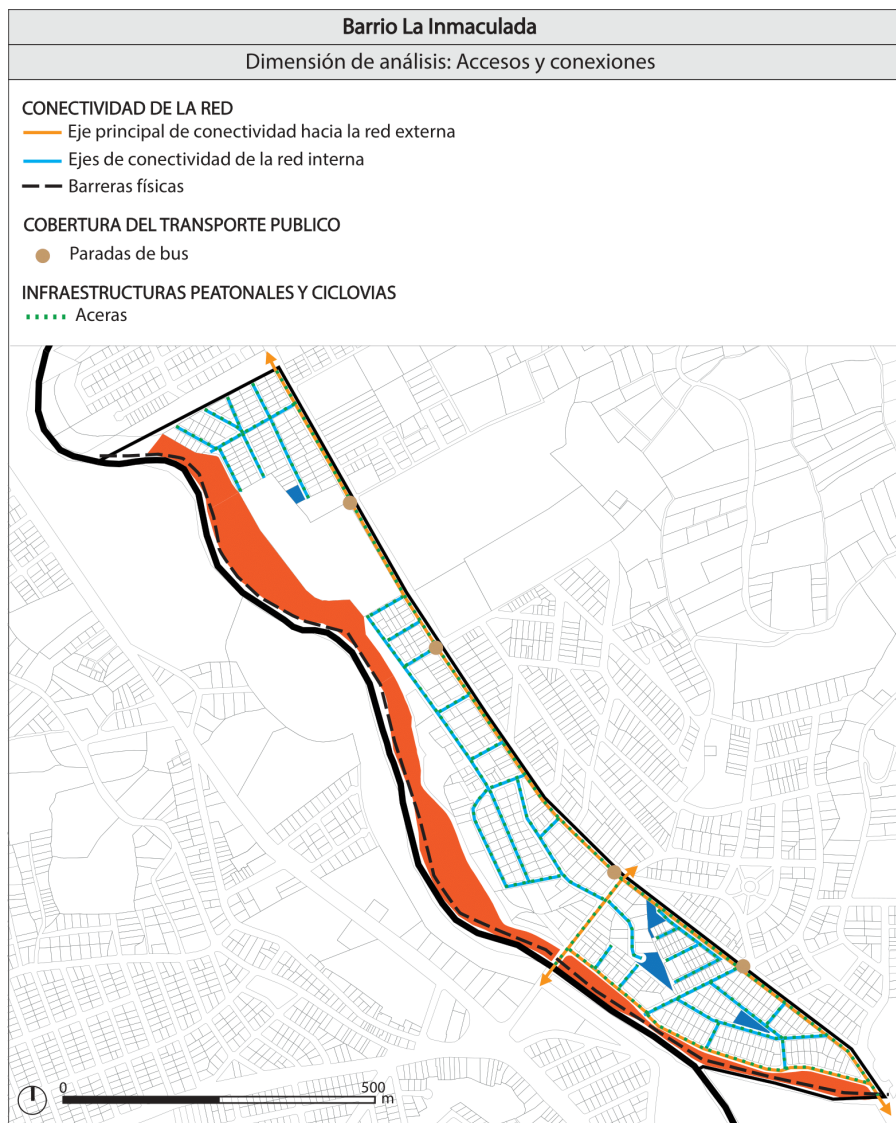 Barrio La Inmaculada
Dimensión de análisis: Accesos y conexiones
CONECTIVIDAD DE LA RED
Eje principal de conectividad hacia la red externa
Ejes de conectividad de la red interna
Barreras físicas
COBERTURA DEL TRANSPORTE PUBLICO
Paradas de bus
INFRAESTRUCTURAS PEATONALES Y CICLOVIAS
Aceras
0 500
m